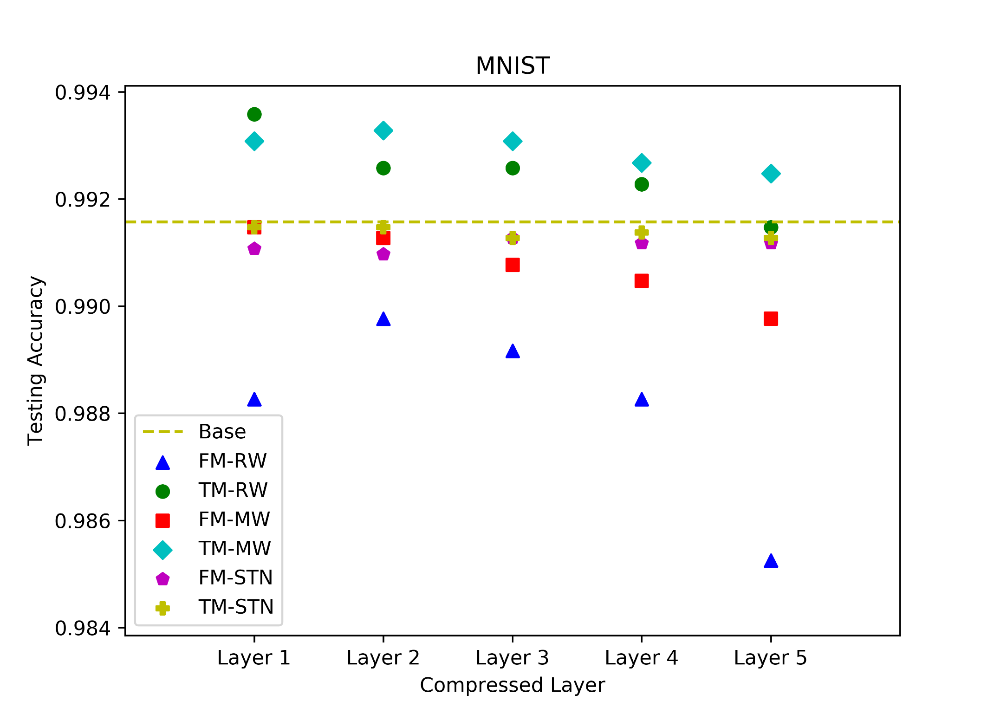 MNIST
0.994
0.992
0.990
0.988
0.986
0.984
Testing Accuracy
Base
FM-RW
TM-RW
FM-MW
TM-MW
FM-STN
TM-STN
Layer 1 Layer 2 Layer 3 Layer 4 Layer 5
Compressed Layer